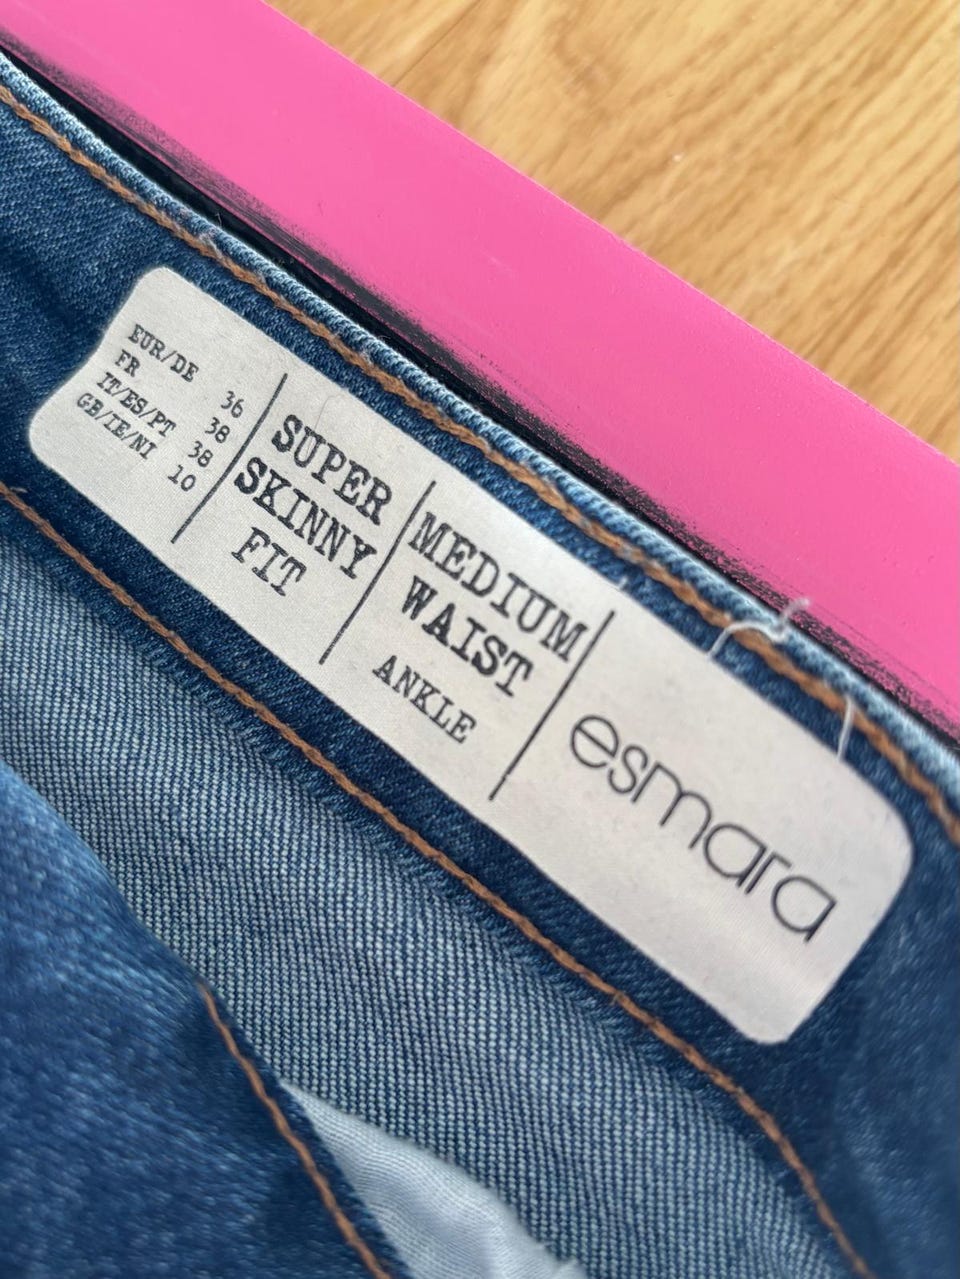 EUR/DE 36
FR 38
IT/ES/PT 38
GB/IE/NI 10
SUPER
SKINNY
FIT
MEDIUM
WAIST
ANKLE
esmara